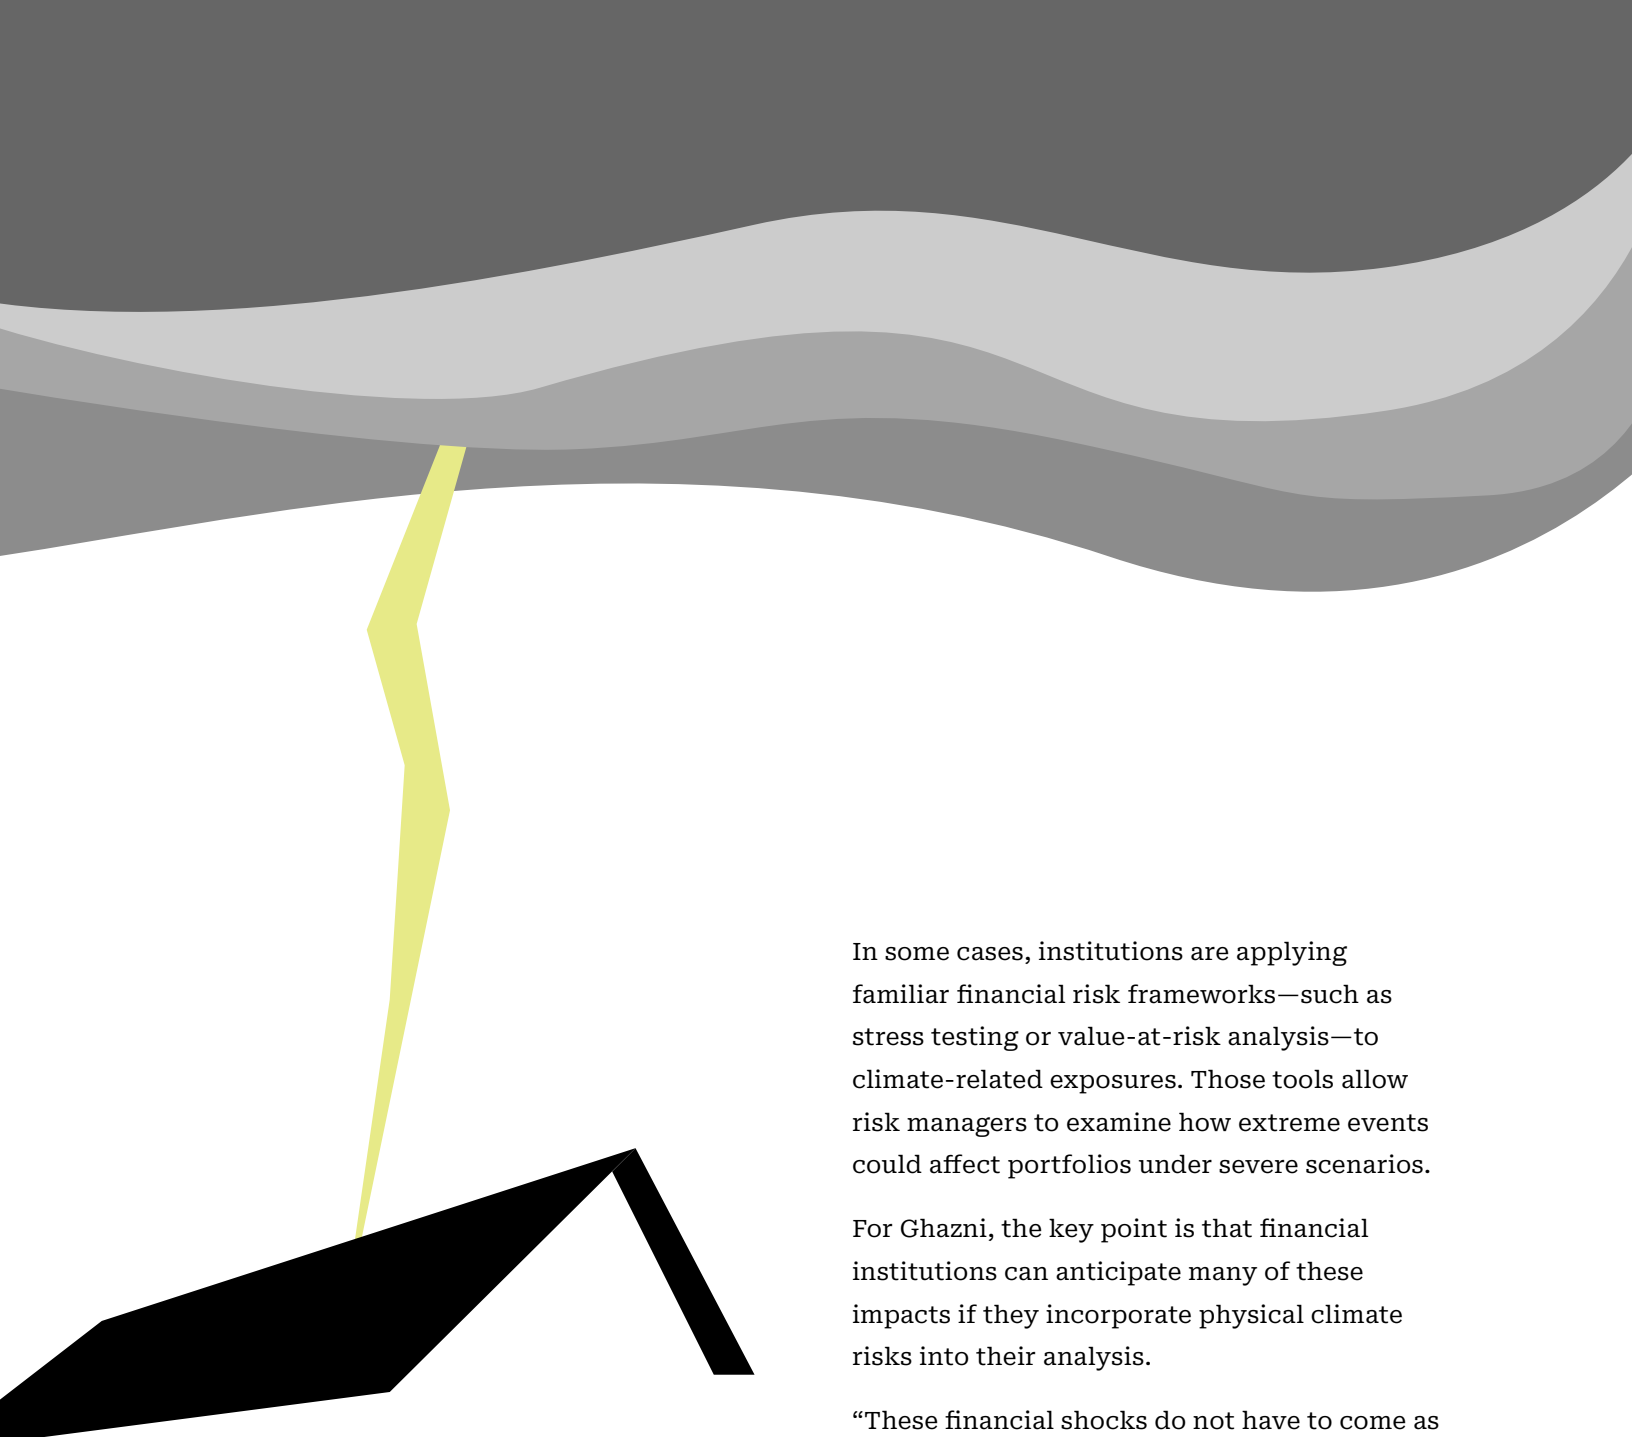 In some cases, institutions are applying
familiar financial risk frameworks—such as
stress testing or value-at-risk analysis—to
climate-related exposures. Those tools allow
risk managers to examine how extreme events
could affect portfolios under severe scenarios.
For Ghazni, the key point is that financial
institutions can anticipate many of these
impacts if they incorporate physical climate
risks into their analysis.
“These financial shocks do not have to come as